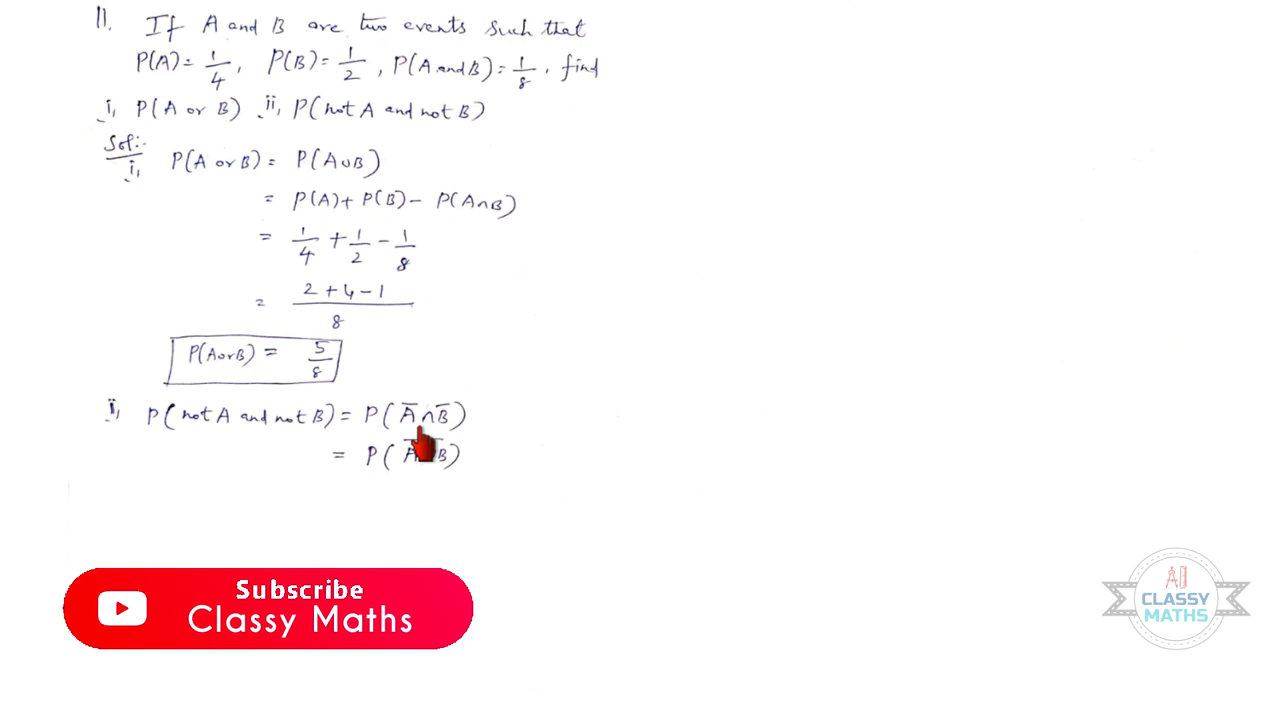 11. If A and B are two events such that
P(A) = 1/4, P(B) = 1/2, P(A and B) = 1/8, find
i, P(A or B) ii, P(not A and not B)
Sol:-
i, P(A or B) = P(A∪B)
= P(A) + P(B) - P(A∩B)
= 1/4 + 1/2 - 1/8
= 2 + 4 - 1 / 8
P(A or B) = 5/8
ii, P(not A and not B) = P(A̅ ∩ B̅)
= P( A B)
Subscribe
Classy Maths
CLASSY
MATHS